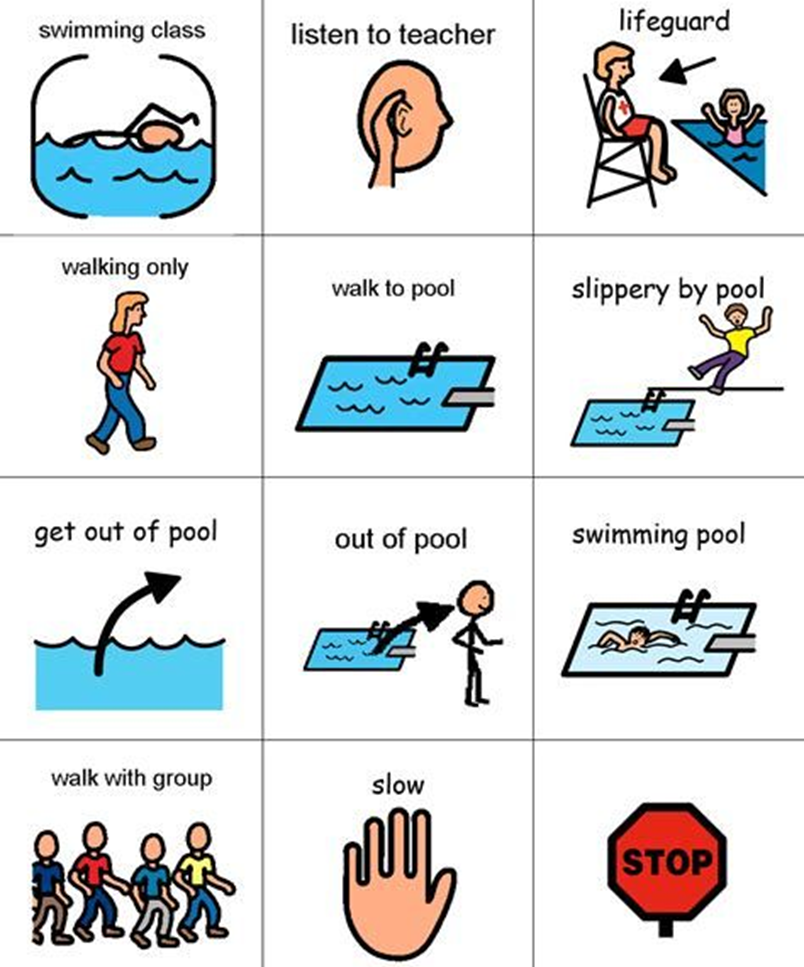 swimming class
listen to teacher
lifeguard
walking only
walk to pool
slippery by pool
get out of pool
out of pool
swimming pool
walk with group
slow
STOP